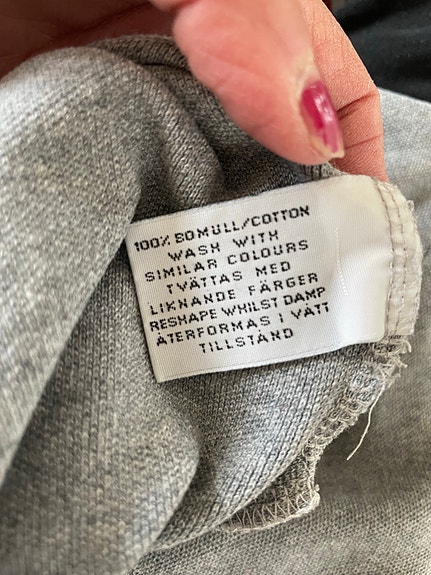 100% BOMULL/COTTON
WASH WITH
SIMILAR COLOURS
TVÄTTAS MED
LIKNANDE FÄRGER
RESHAPE WHILST DAMP
ÅTERFORMAS I VÅTT
TILLSTÅND